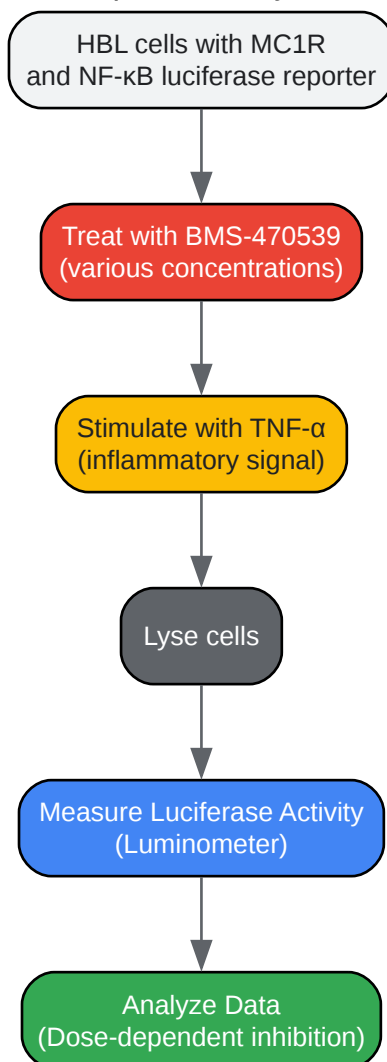 HBL cells with MC1R
and NF-κB luciferase reporter
Treat with BMS-470539
(various concentrations)
Stimulate with TNF-α
(inflammatory signal)
Lyse cells
Measure Luciferase Activity
(Luminometer)
Analyze Data
(Dose-dependent inhibition)